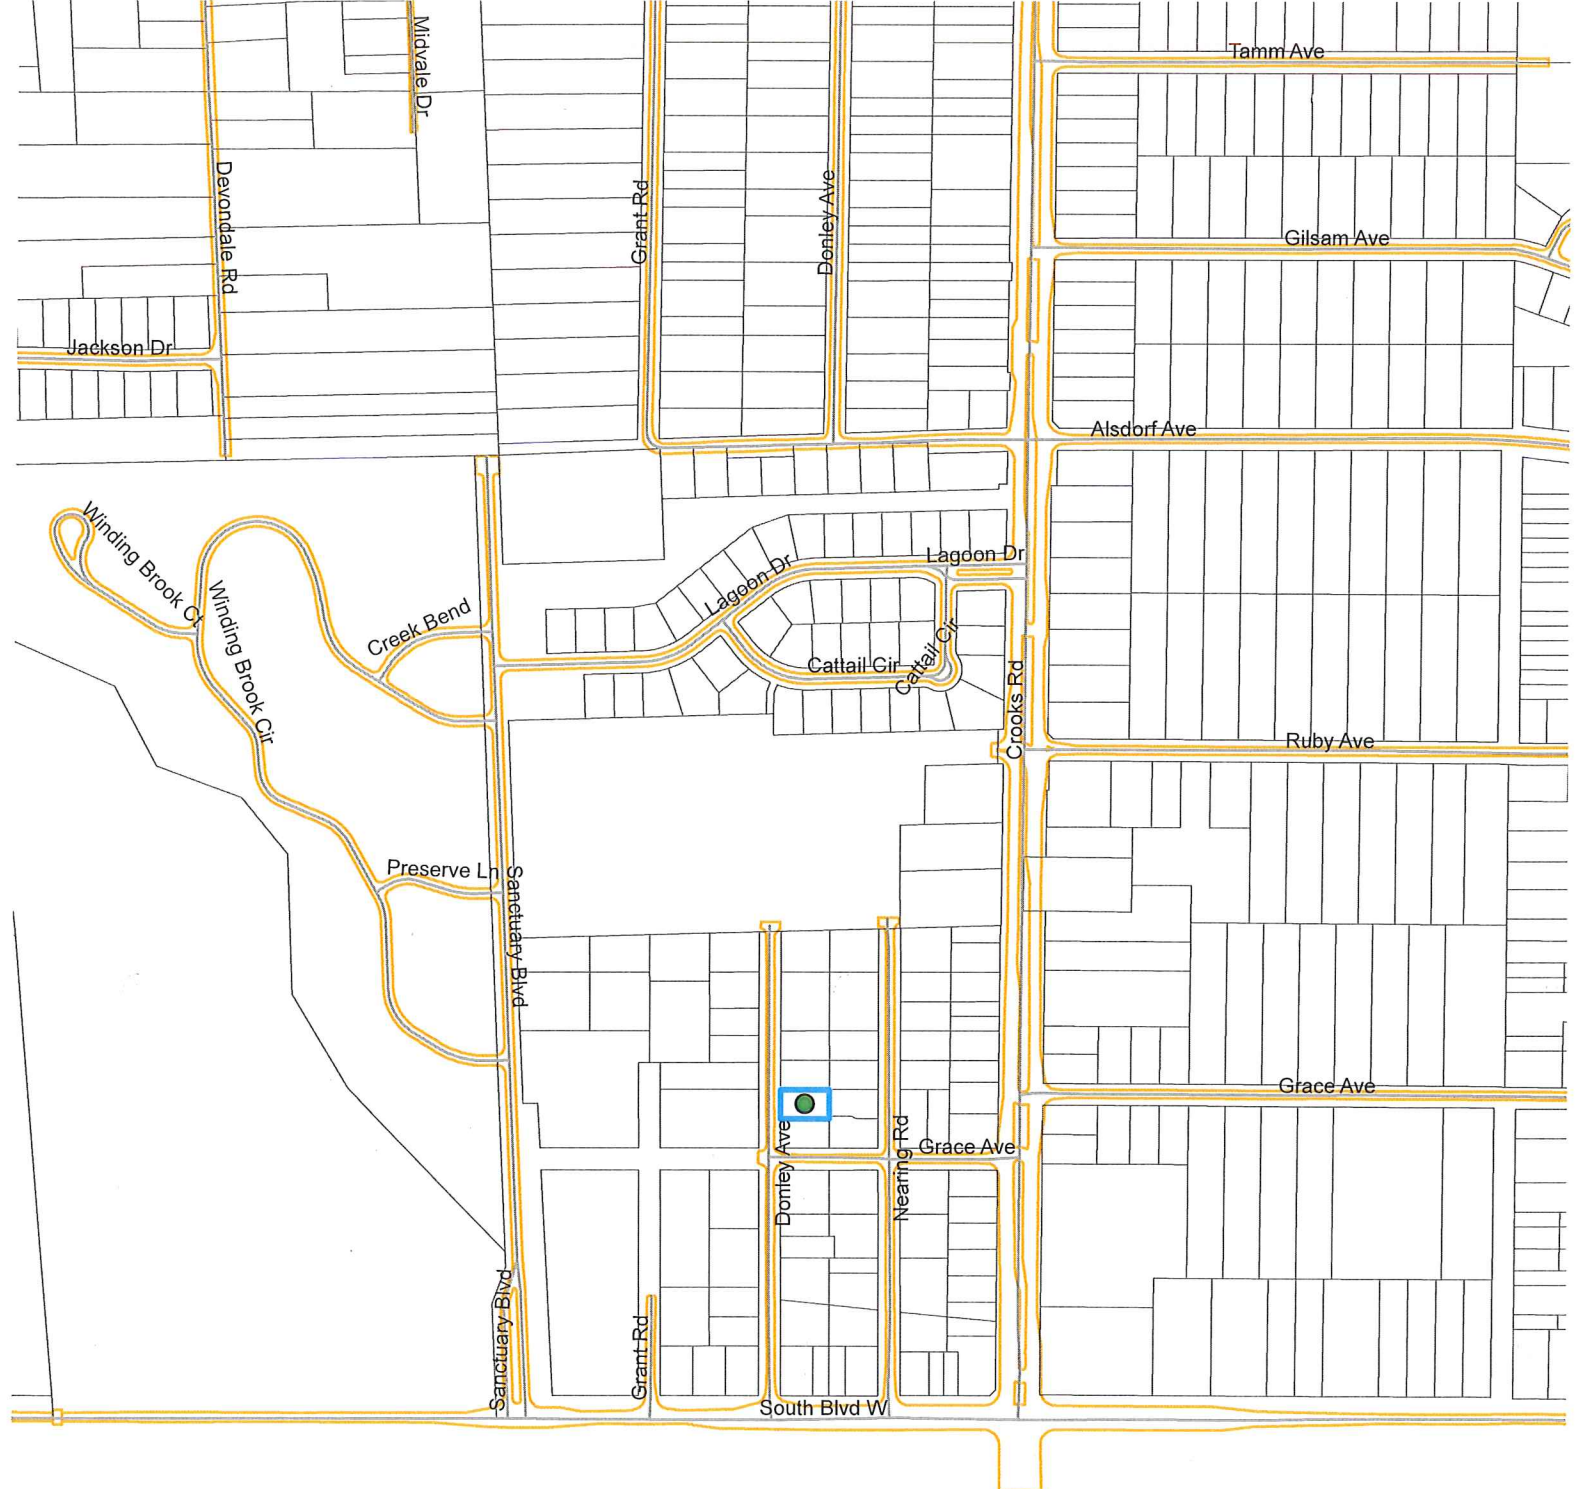 Midvale Dr
Tamm Ave
Devondale Rd
Grant Rd
Donley Ave
Gilsam Ave
Jackson Dr
Alsdorf Ave
Winding Brook Ct
Winding Brook Cir
Creek Bend
Lagoon Dr
Lagoon Dr
Cattail Cir
Cattail Cir
Crooks Rd
Ruby Ave
Preserve Ln
Sanctuary Blvd
Grace Ave
Donley Ave
Nearing Rd
Grace Ave
Sanctuary Blvd
Grant Rd
South Blvd W